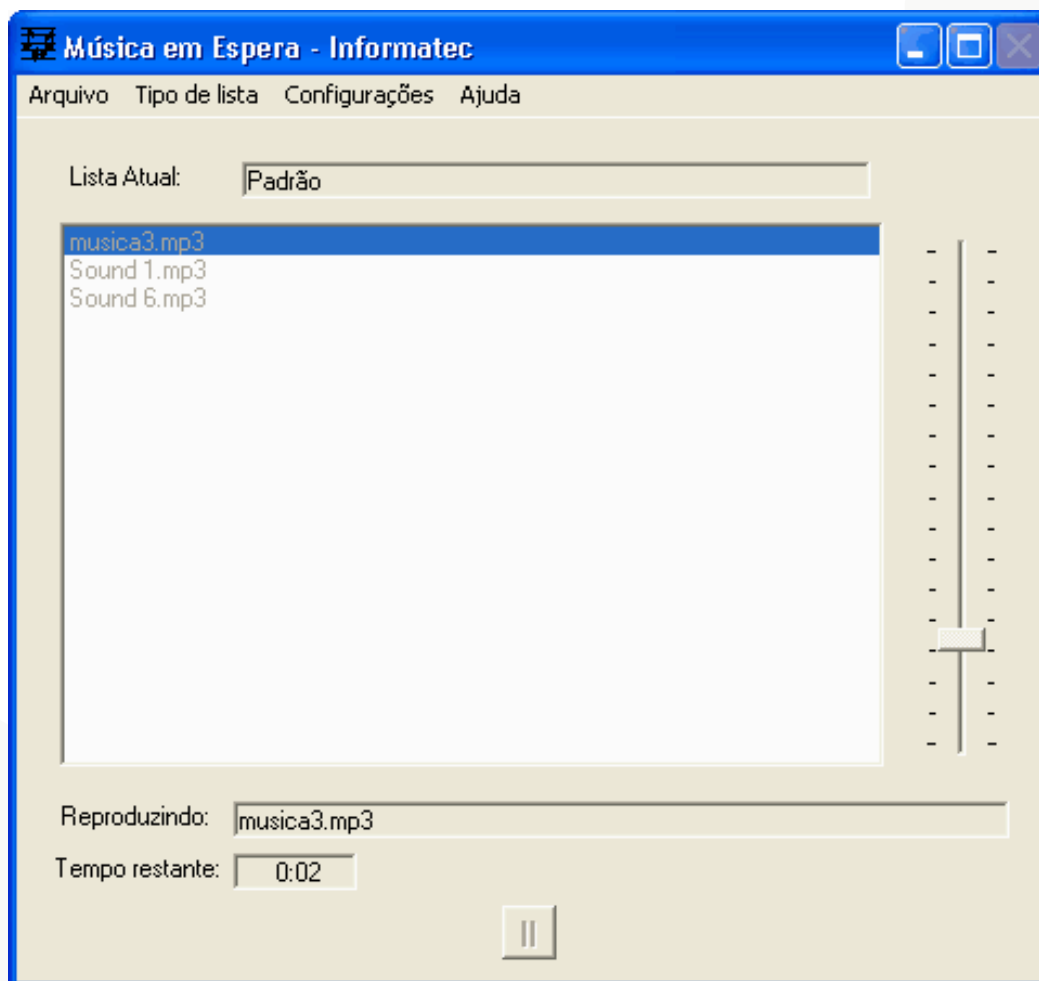 Música em Espera - Informatec
Arquivo Tipo de lista Configurações Ajuda
Lista Atual: Padrão
musica3.mp3
Sound 1.mp3
Sound 6.mp3
Reproduzindo: musica3.mp3
Tempo restante: 0:02